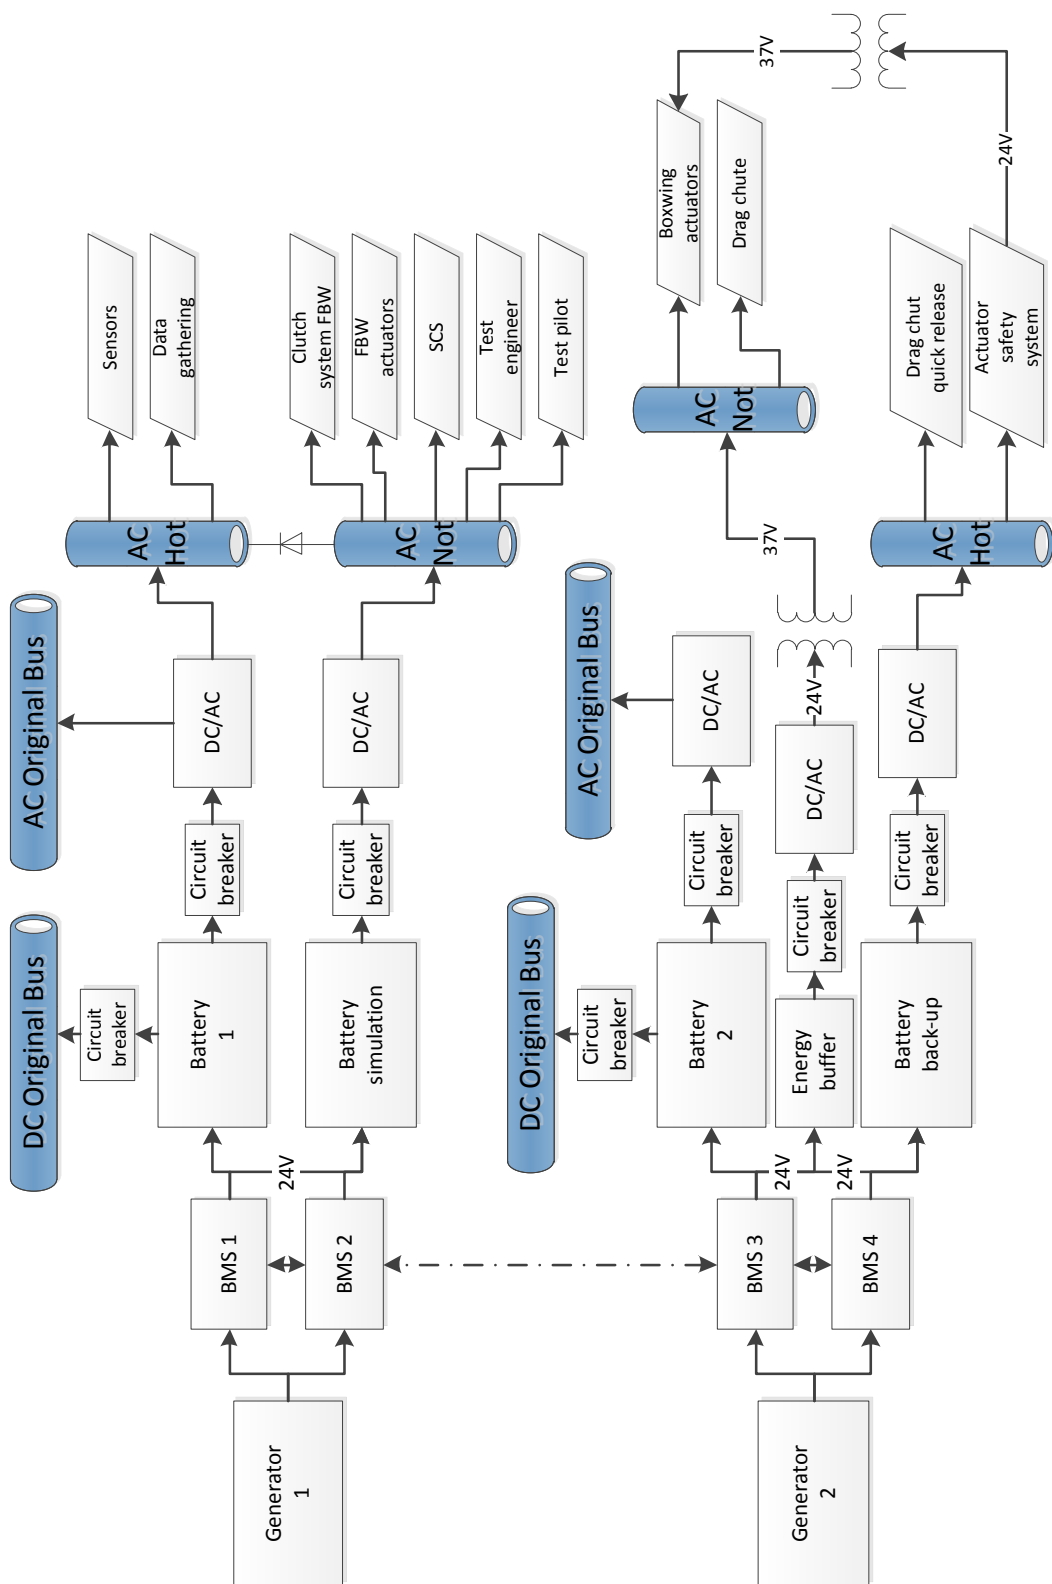 Generator
1
BMS 1
BMS 2
24V
DC Original Bus
Circuit
breaker
Battery
1
Battery
simulation
Circuit
breaker
Circuit
breaker
AC Original Bus
DC/AC
DC/AC
AC
Hot
AC
Not
Sensors
Data
gathering
Clutch
system FBW
FBW
actuators
SCS
Test
engineer
Test pilot
Generator
2
BMS 3
BMS 4
24V
24V
DC Original Bus
Circuit
breaker
Battery
2
Energy
buffer
Battery
back-up
Circuit
breaker
Circuit
breaker
Circuit
breaker
AC Original Bus
DC/AC
DC/AC
DC/AC
24V
37V
AC
Not
AC
Hot
Boxwing
actuators
Drag chute
Drag chut
quick release
Actuator
safety
system
37V
24V